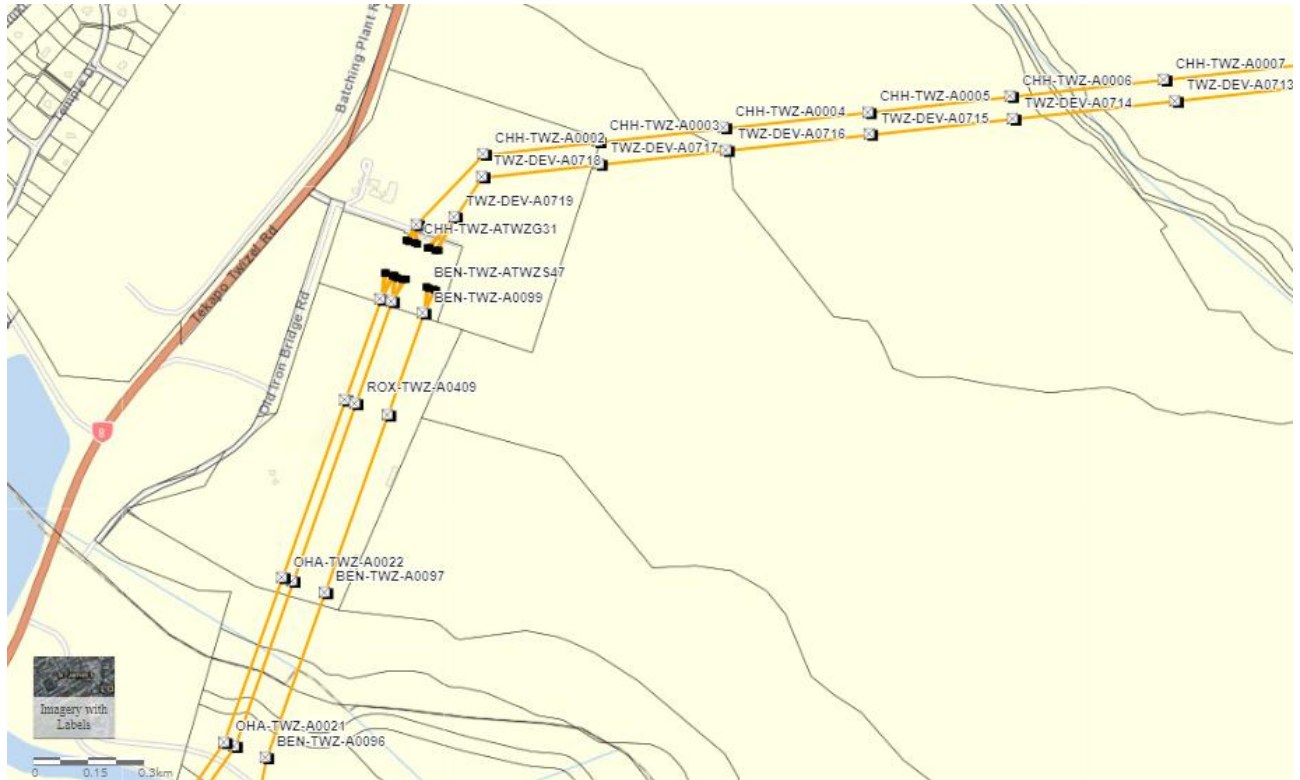 Temple Dr
Batching Plant R
CHH-TWZ-A0007
TWZ-DEV-A0713
CHH-TWZ-A0006
TWZ-DEV-A0714
CHH-TWZ-A0005
TWZ-DEV-A0715
CHH-TWZ-A0004
TWZ-DEV-A0716
CHH-TWZ-A0003
TWZ-DEV-A0717
CHH-TWZ-A0002
TWZ-DEV-A0718
TWZ-DEV-A0719
CHH-TWZ-ATWZG31
BEN-TWZ-ATWZS47
BEN-TWZ-A0099
Tekapo Twizel Rd
Old Iron Bridge Rd
ROX-TWZ-A0409
8
OHA-TWZ-A0022
BEN-TWZ-A0097
OHA-TWZ-A0021
BEN-TWZ-A0096
Imagery with
Labels
0 0.15 0.3km